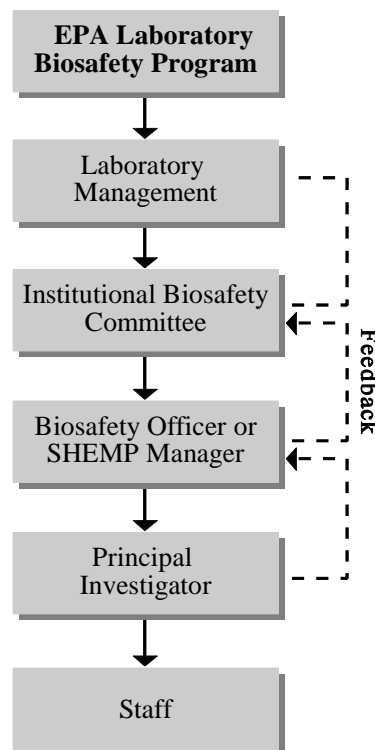 EPA Laboratory
Biosafety Program
Laboratory
Management
Institutional Biosafety
Committee
Feedback
Biosafety Officer or
SHEMP Manager
Principal
Investigator
Staff